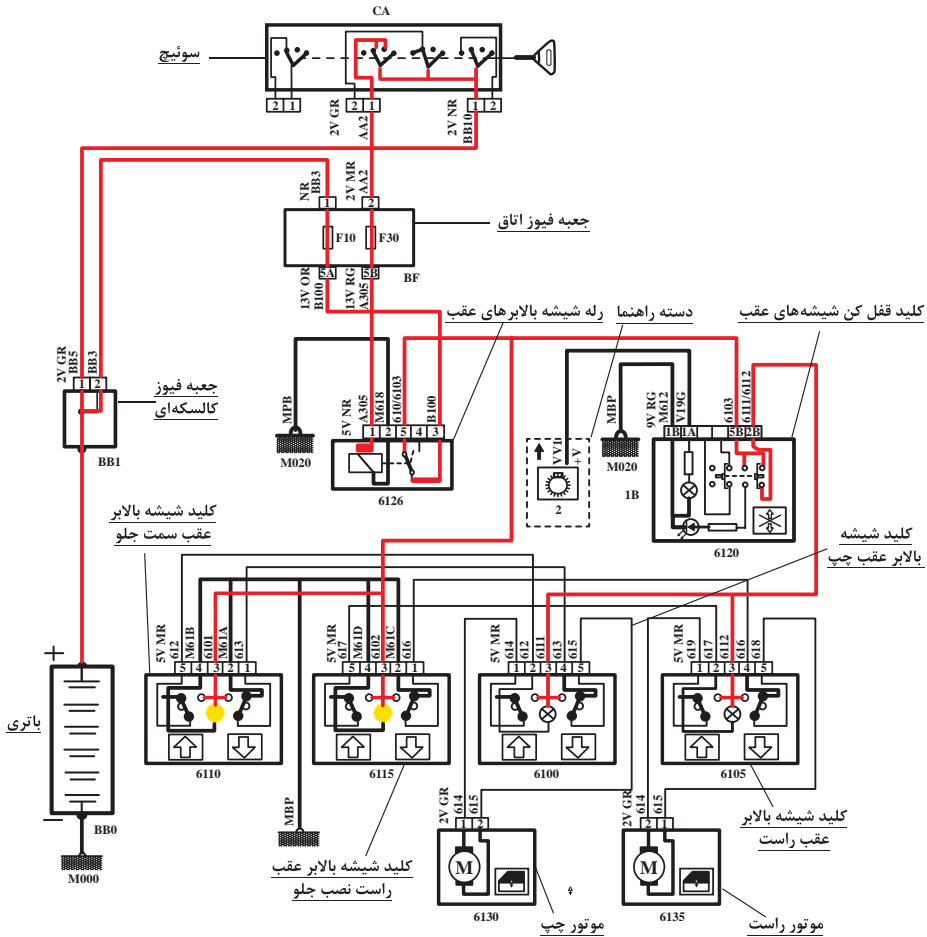 CA
سوئیچ
2 1
2 1
1 2
2V GR
AA2
2V NR
BB10
NR
BB3
2V MR
AA2
1
2
جعبه فیوز اتاق
F10
F30
5A
5B
BF
13V OR
B100
13V RG
A305
رله شیشه بالابرهای عقب
دسته راهنما
کلید قفل کن شیشه‌های عقب
2V GR
BB5
BB3
1 2
جعبه فیوز
کالسکه‌ای
BB1
MPB
M020
5V NR
A305
M618
610/6103
B100
1 2 5 4 3
6126
VV1
+V
2
MBP
M020
1B
9V RG
M612
V19G
6103
6111/6112
1B 1A 5B 2B
6120
کلید شیشه بالابر
عقب سمت جلو
کلید شیشه
بالابر عقب چپ
5V MR
612
M61B
6101
M61A
613
5 4 3 2 1
6110
5V MR
617
M61D
6102
M61C
616
5 4 3 2 1
6115
5V MR
614
612
6111
613
615
1 2 3 4 5
6100
5V MR
619
617
6112
616
618
1 2 3 4 5
6105
+
باتری
−
BB0
M000
MBP
کلید شیشه بالابر عقب
راست نصب جلو
کلید شیشه بالابر
عقب راست
2V GR
614
615
1 2
M
6130
موتور چپ
2V GR
614
615
2 1
M
6135
موتور راست